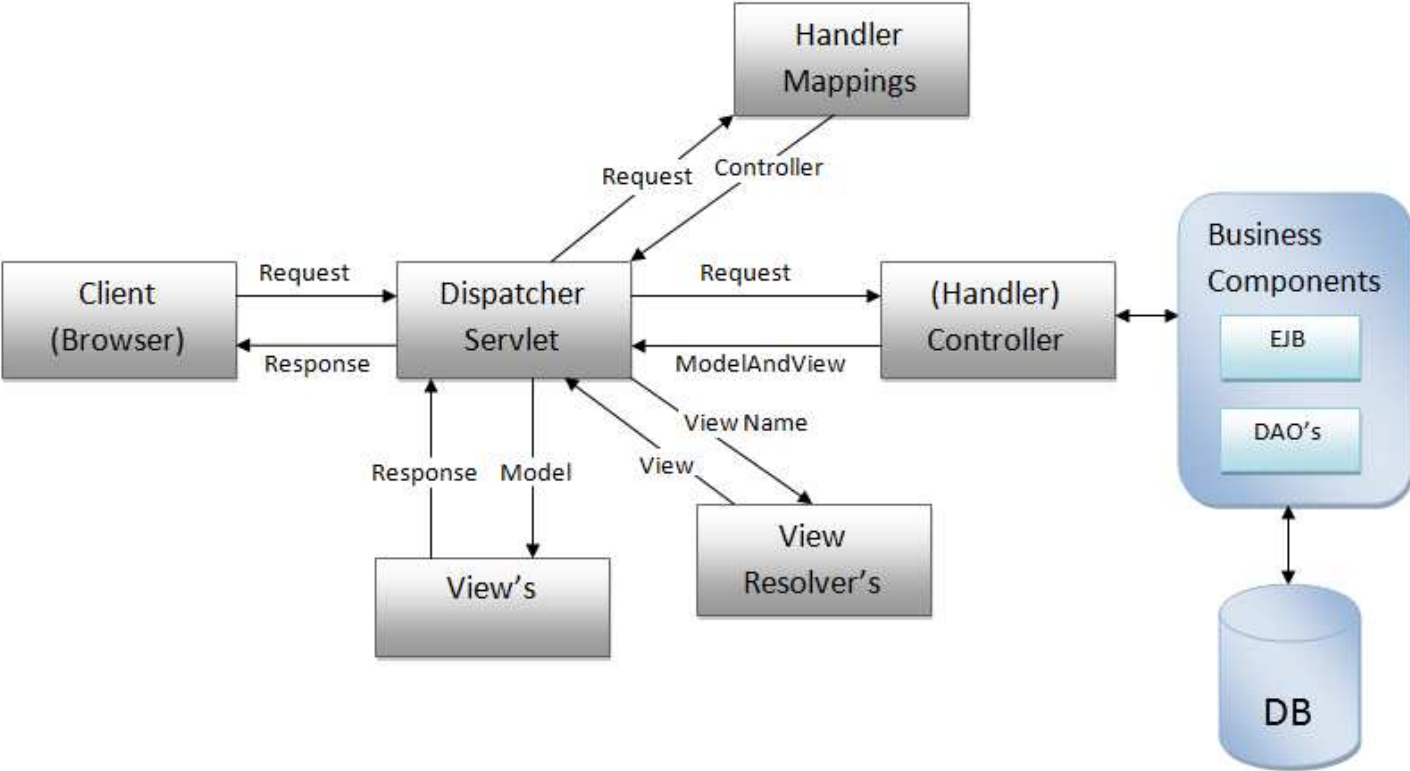 Handler
Mappings
Request
Controller
Client
(Browser)
Request
Response
Dispatcher
Servlet
Request
ModelAndView
(Handler)
Controller
Business
Components
EJB
DAO's
View Name
View
Response
Model
View's
View
Resolver's
DB